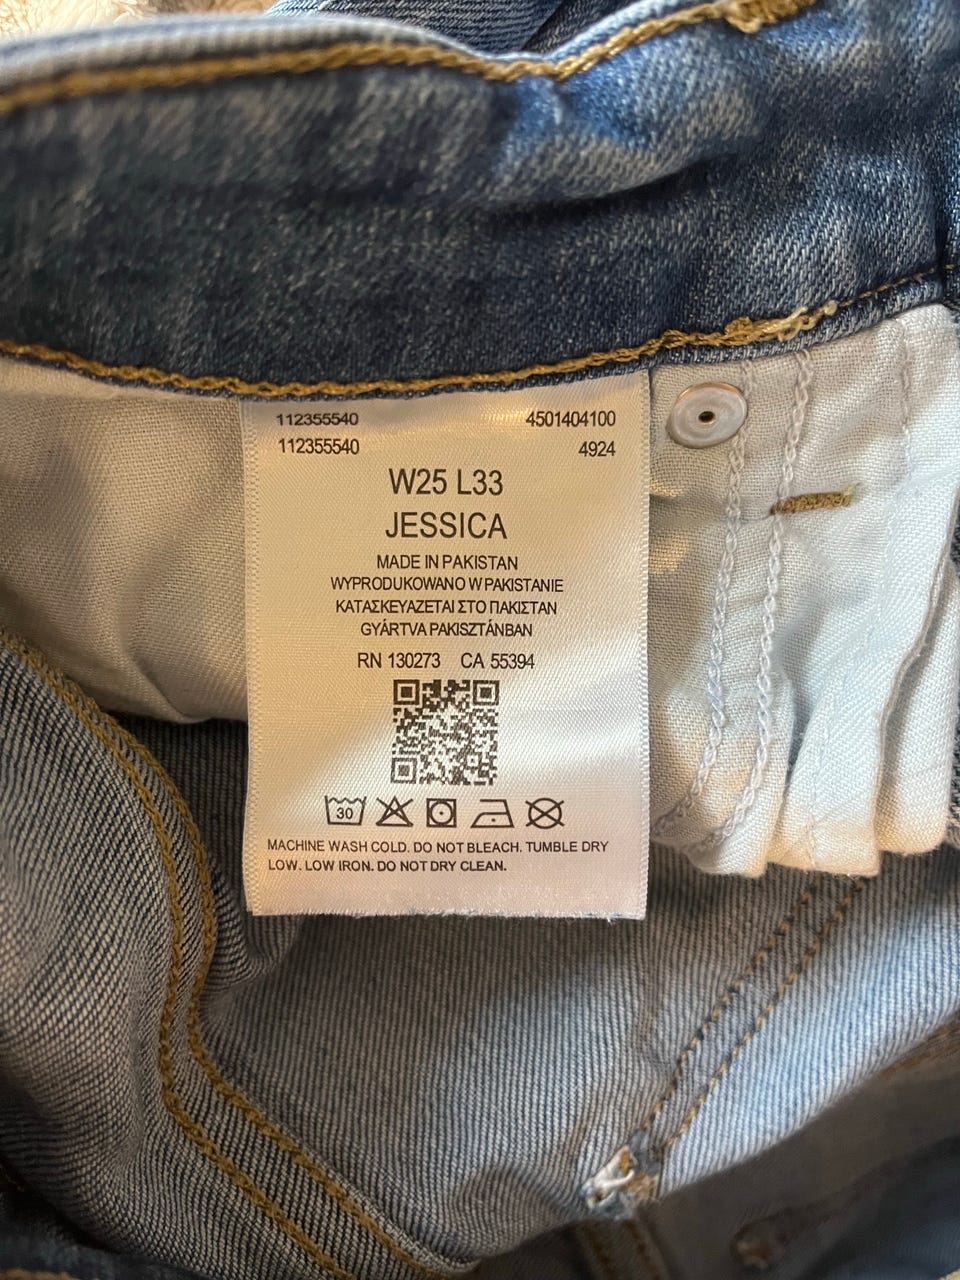 112355540 4501404100
112355540 4924
W25 L33
JESSICA
MADE IN PAKISTAN
WYPRODUKOWANO W PAKISTANIE
ΚΑΤΑΣΚΕΥΑΖΕΤΑΙ ΣΤΟ ΠΑΚΙΣΤΑΝ
GYÁRTVA PAKISZTÁNBAN
RN 130273 CA 55394
30
MACHINE WASH COLD. DO NOT BLEACH. TUMBLE DRY
LOW. LOW IRON. DO NOT DRY CLEAN.